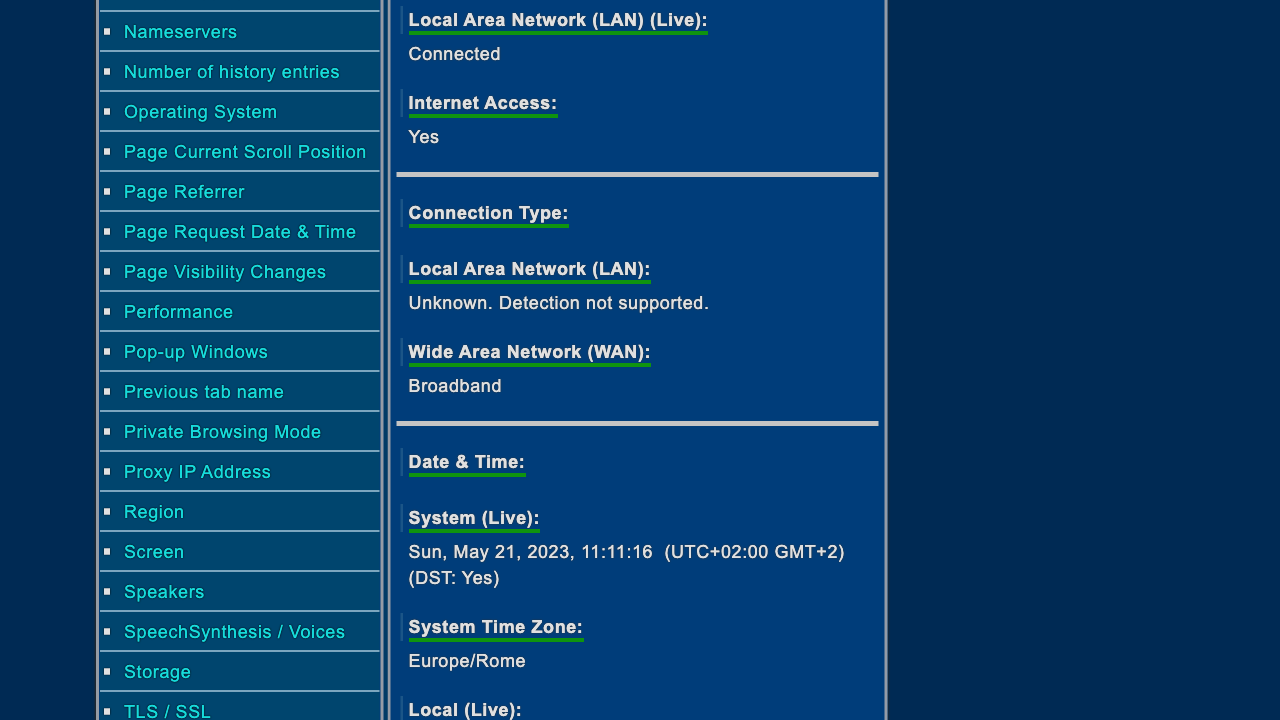 Nameservers
Number of history entries
Operating System
Page Current Scroll Position
Page Referrer
Page Request Date & Time
Page Visibility Changes
Performance
Pop-up Windows
Previous tab name
Private Browsing Mode
Proxy IP Address
Region
Screen
Speakers
SpeechSynthesis / Voices
Storage
TLS / SSL
Local Area Network (LAN) (Live):
Connected
Internet Access:
Yes
Connection Type:
Local Area Network (LAN):
Unknown. Detection not supported.
Wide Area Network (WAN):
Broadband
Date & Time:
System (Live):
Sun, May 21, 2023, 11:11:16  (UTC+02:00 GMT+2)
(DST: Yes)
System Time Zone:
Europe/Rome
Local (Live):